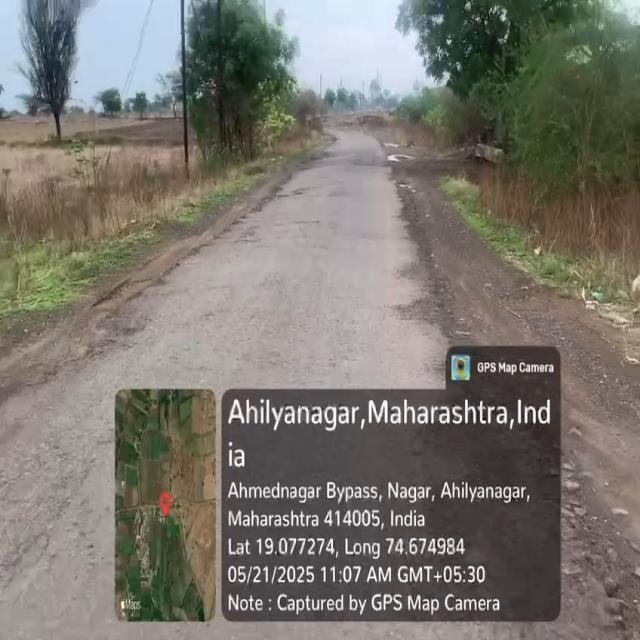 GPS Map Camera
Ahilyanagar,Maharashtra,Ind
ia
Ahmednagar Bypass, Nagar, Ahilyanagar,
Maharashtra 414005, India
Lat 19.077274, Long 74.674984
05/21/2025 11:07 AM GMT+05:30
Note : Captured by GPS Map Camera
Maps